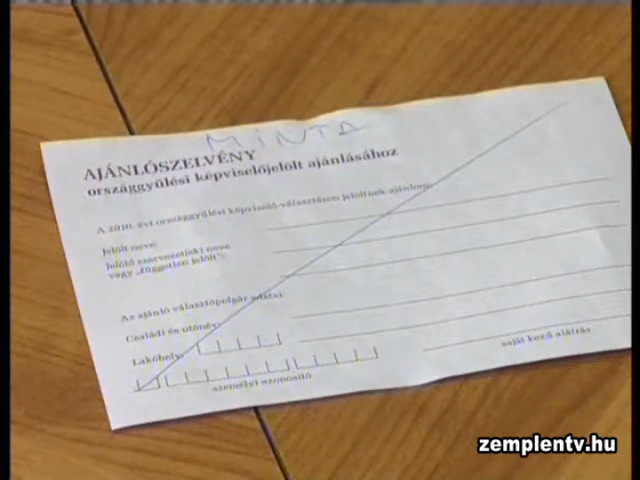 MINTA
AJÁNLÓSZELVÉNY
országgyűlési képviselőjelölt ajánlásához
A 2010. évi országgyűlési képviselő-választáson jelöltnek ajánlom:
Jelölt neve:
Jelölő szervezet(ek) neve
vagy „független jelölt":
Az ajánló választópolgár adatai:
Családi és utónév:
Lakóhely:
személyi azonosító
saját kezű aláírás
zemplentv.hu